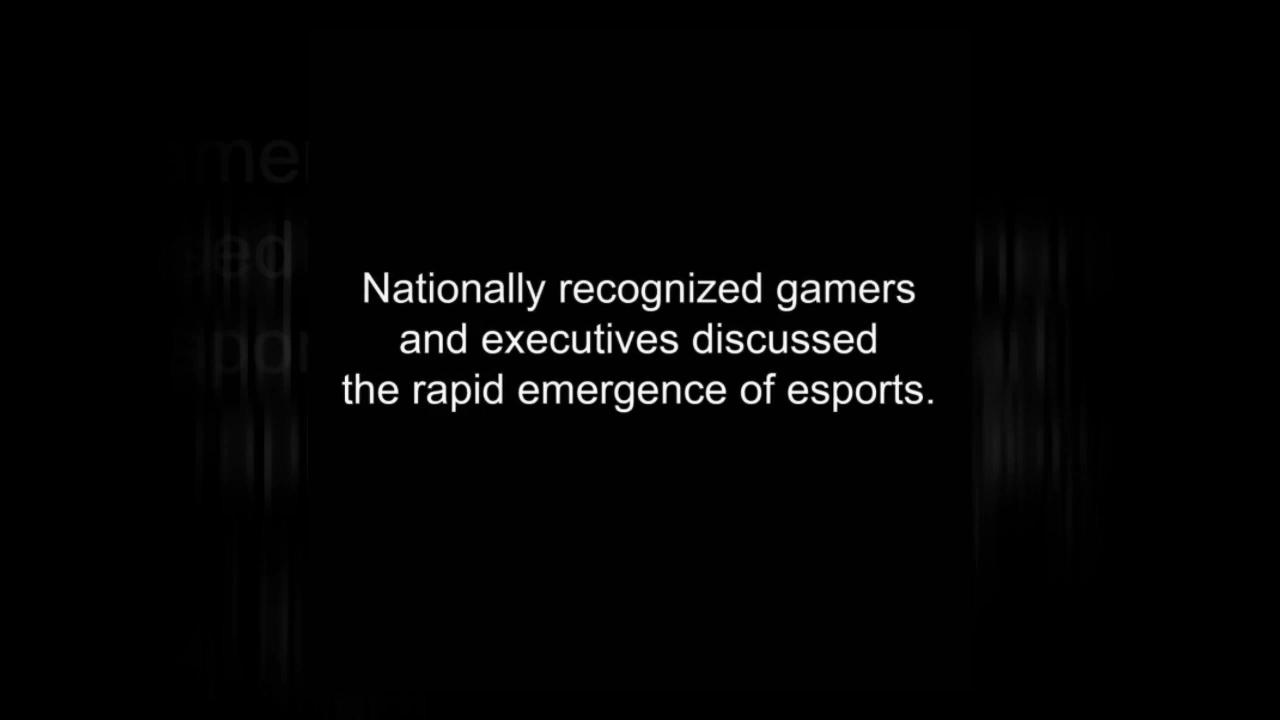 Nationally recognized gamers
and executives discussed
the rapid emergence of esports.